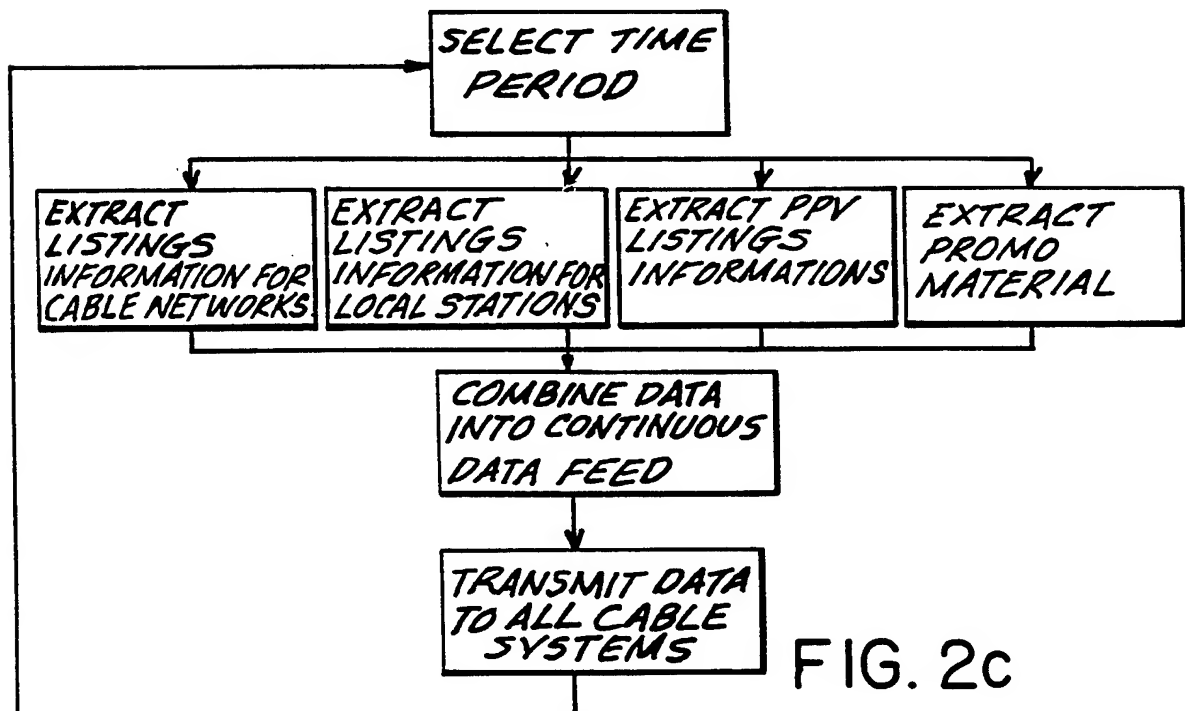 SELECT TIME
PERIOD
EXTRACT
LISTINGS
INFORMATION FOR
CABLE NETWORKS.
EXTRACT
LISTINGS
INFORMATION FOR
LOCAL STATIONS
EXTRACT PPV
LISTINGS
INFORMATIONS
EXTRACT
PROMO
MATERIAL
COMBINE DATA
INTO CONTINUOUS
DATA FEED
TRANSMIT DATA
TO ALL CABLE
SYSTEMS
FIG. 2c